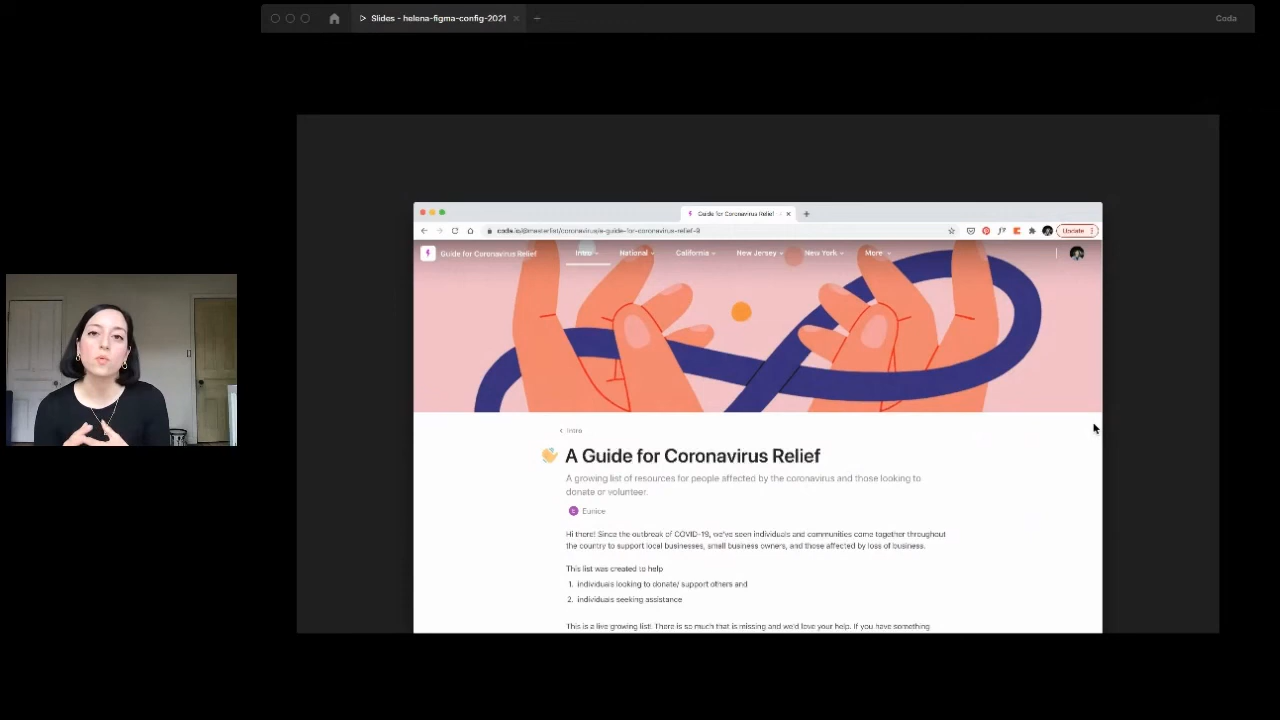 Slides - helena-figma-config-2021
Coda
Guide for Coronavirus Relief
coda.io/@masterlist/coronavirus/a-guide-for-coronavirus-relief-9
Update
Guide for Coronavirus Relief
Intro
National
California
New Jersey
New York
More
Intro
A Guide for Coronavirus Relief
A growing list of resources for people affected by the coronavirus and those looking to
donate or volunteer.
E
Eunice
Hi there! Since the outbreak of COVID-19, we've seen individuals and communities come together throughout
the country to support local businesses, small business owners, and those affected by loss of business.
This list was created to help
1. individuals looking to donate/ support others and
2. individuals seeking assistance
This is a live growing list! There is so much that is missing and we'd love your help. If you have something